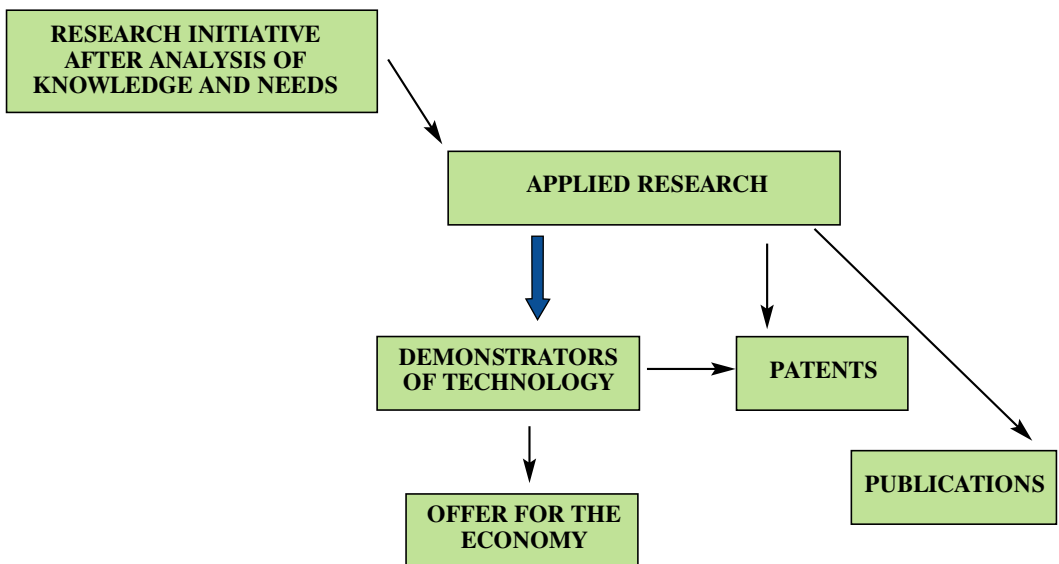 RESEARCH INITIATIVE
AFTER ANALYSIS OF
KNOWLEDGE AND NEEDS
APPLIED RESEARCH
DEMONSTRATORS
OF TECHNOLOGY
PATENTS
PUBLICATIONS
OFFER FOR THE
ECONOMY